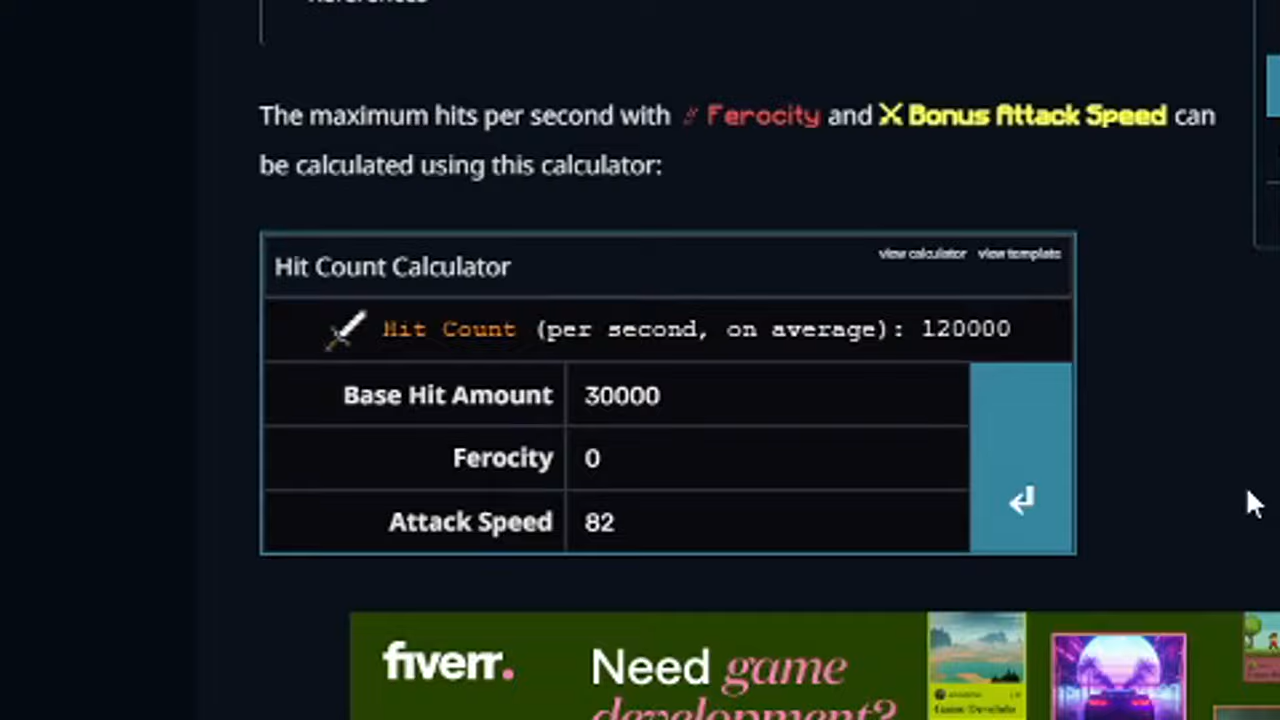 References
The maximum hits per second with Ferocity and Bonus Attack Speed can
be calculated using this calculator:
Hit Count Calculator
view calculator view template
Hit Count (per second, on average): 120000
Base Hit Amount 30000
Ferocity 0
Attack Speed 82
fiverr.
Need game
development?